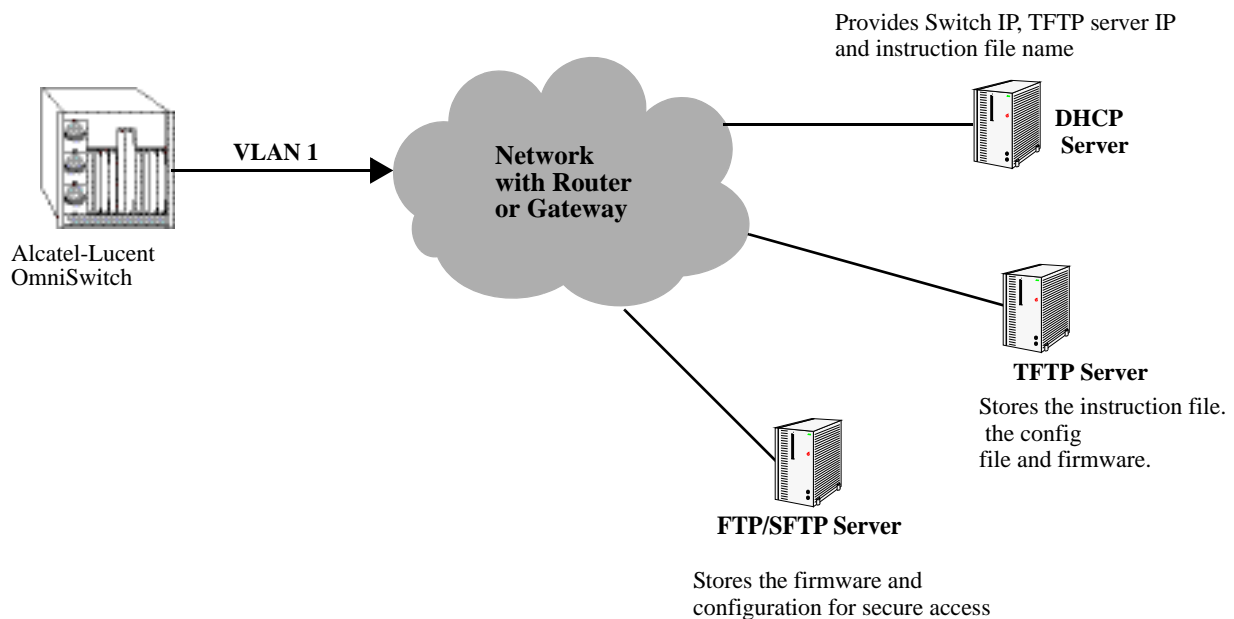 Provides Switch IP, TFTP server IP
and instruction file name
DHCP
Server
VLAN 1
Network
with Router
or Gateway
Alcatel-Lucent
OmniSwitch
TFTP Server
Stores the instruction file.
the config
file and firmware.
FTP/SFTP Server
Stores the firmware and
configuration for secure access